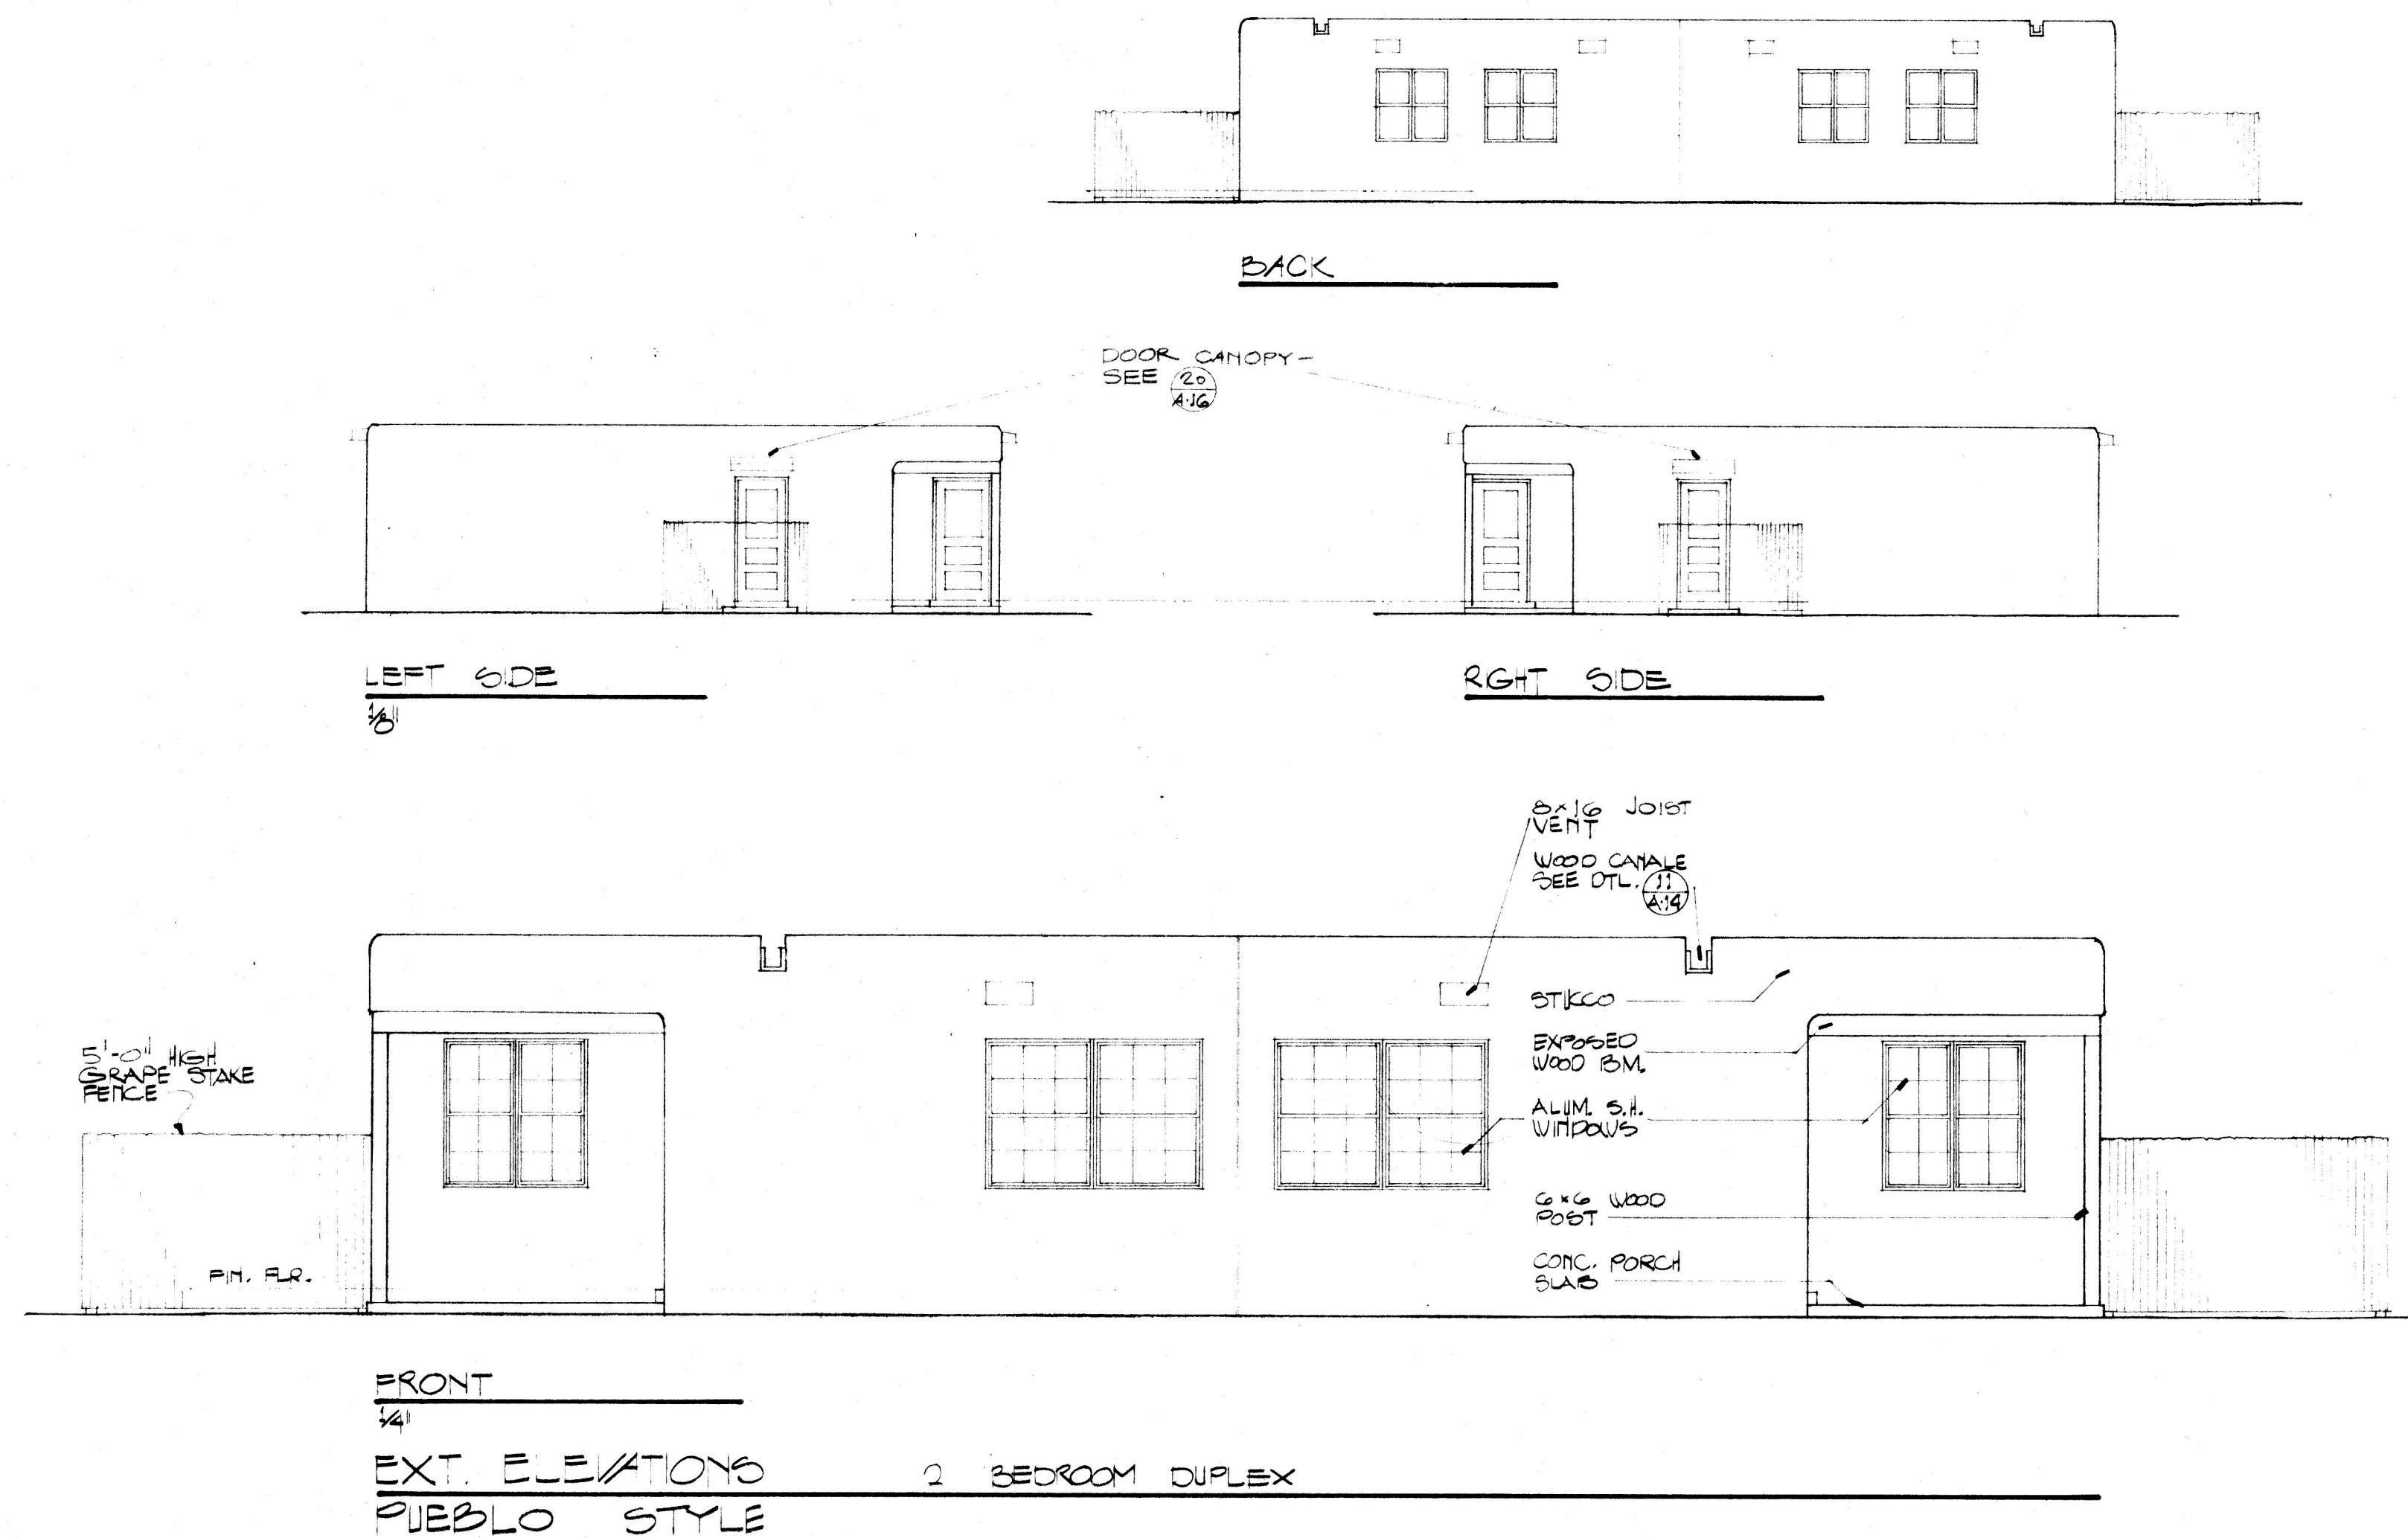 BACK
DOOR CANOPY-
SEE 20
A·16
LEFT SIDE
1/8"
RIGHT SIDE
8x16 JOIST
VENT
WOOD CANALE
SEE DTL. 11
A·14
STUCCO
EXPOSED
WOOD BM.
ALUM. S.H.
WINDOWS
6x6 WOOD
POST
CONC. PORCH
SLAB
5'-0" HIGH
GRAPE STAKE
FENCE
FIN. FLR.
FRONT
1/4"
EXT. ELEVATIONS 2 BEDROOM DUPLEX
PUEBLO STYLE